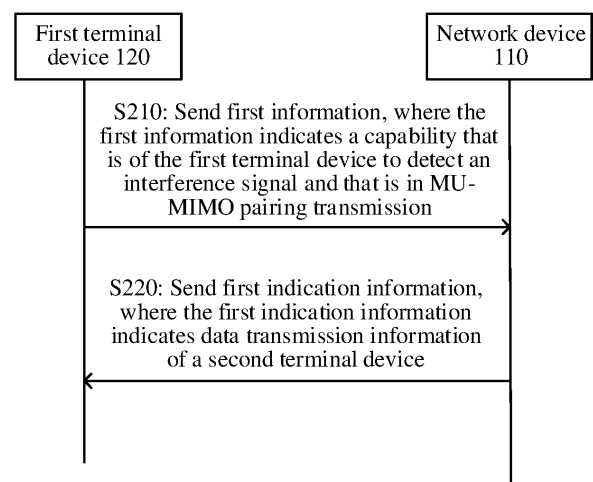 First terminal
device 120
Network device
110
S210: Send first information, where the
first information indicates a capability that
is of the first terminal device to detect an
interference signal and that is in MU-
MIMO pairing transmission
S220: Send first indication information,
where the first indication information
indicates data transmission information
of a second terminal device